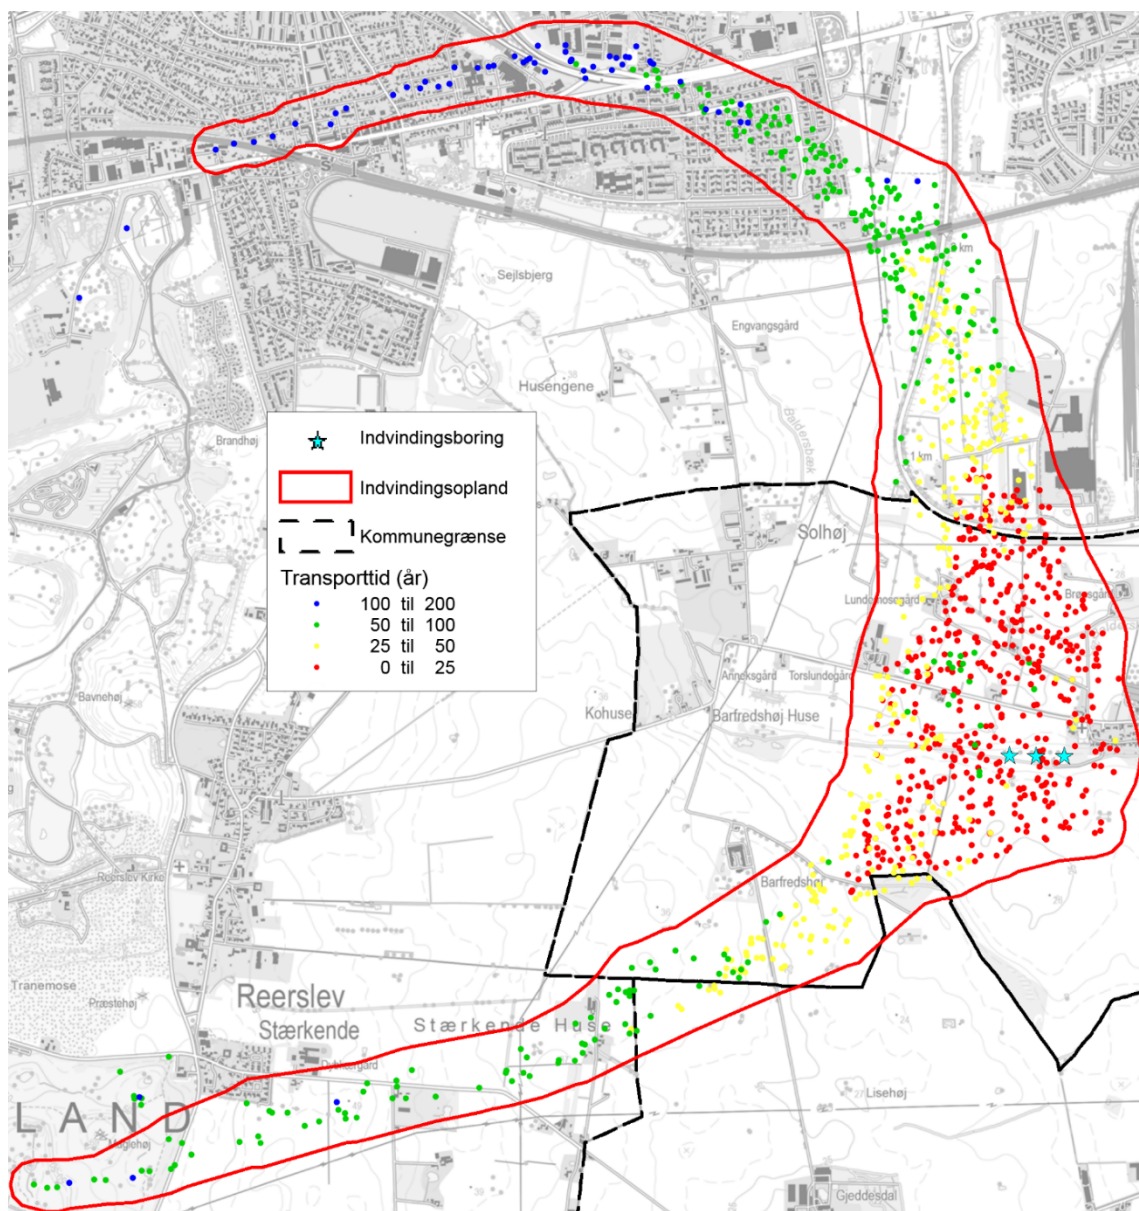 Sejlsbjerg
Engvangsgård
Husengene
Baldersbæk
Brandhøj
1 km
Indvindingsboring
Indvindingsopland
Kommunegrænse
Transporttid (år)
100 til 200
50 til 100
25 til 50
0 til 25
Solhøj
Lundemosegård
Bavnehøj
Kohuse
Anneksgård
Torslundegård
Barfredshøj Huse
Reerslev Kirke
Barfredshøj
Tranemose
Præstehøj
Reerslev
Stærkende
Stærkende Huse
Lisehøj
LAND
Gjeddesdal